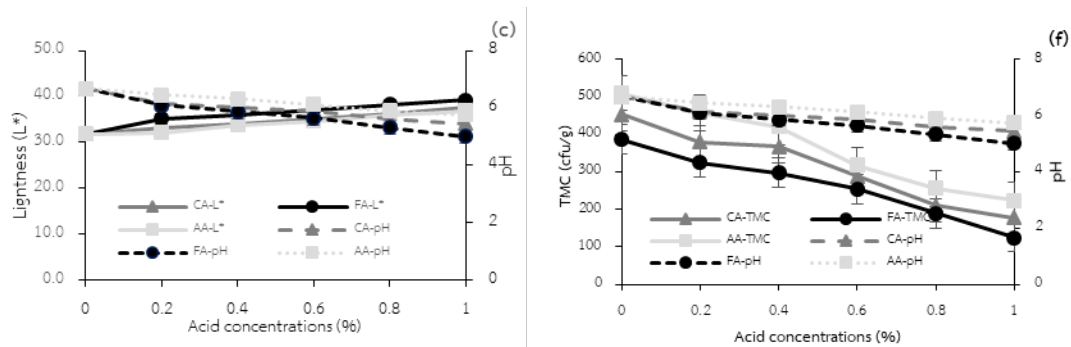 (c)
50.0
40.0
30.0
20.0
10.0
0.0
Ligntness (L*)
8
6
4
2
0
pH
CA-L*
FA-L*
AA-L*
CA-pH
FA-pH
AA-pH
0 0.2 0.4 0.6 0.8 1
Acid concentrations (%)
(f)
600
500
400
300
200
100
0
TMC (cfu/g)
8
6
4
2
0
pH
CA-TMC
FA-TMC
AA-TMC
CA-pH
FA-pH
AA-pH
0 0.2 0.4 0.6 0.8 1
Acid concentrations (%)